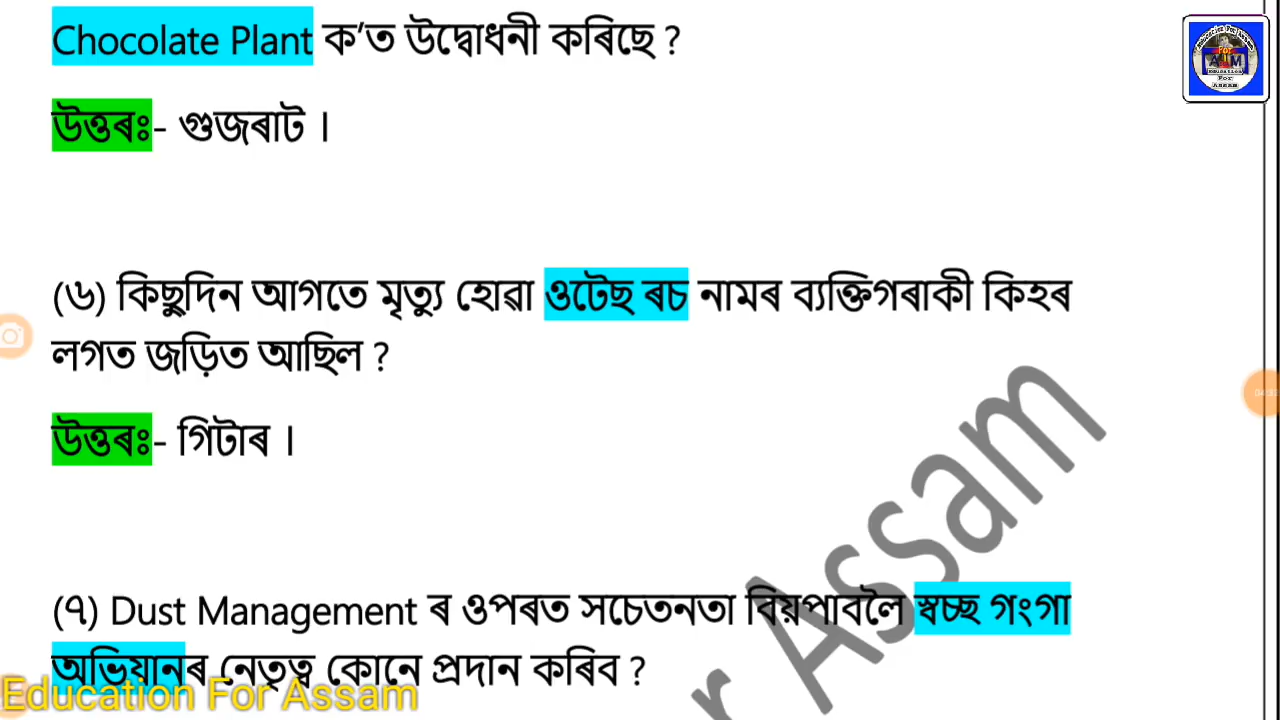 Chocolate Plant ক’ত উদ্বোধনী কৰিছে ?
উত্তৰঃ- গুজৰাট ।
(৬) কিছুদিন আগতে মৃত্যু হোৱা ওটেছ ৰচ নামৰ ব্যক্তিগৰাকী কিহৰ
লগত জড়িত আছিল ?
উত্তৰঃ- গিটাৰ ।
(৭) Dust Management ৰ ওপৰত সচেতনতা বিয়পাবলৈ স্বচ্ছ গংগা
অভিয়ানৰ নেতৃত্ব কোনে প্ৰদান কৰিব ?
r Assam
Education For Assam